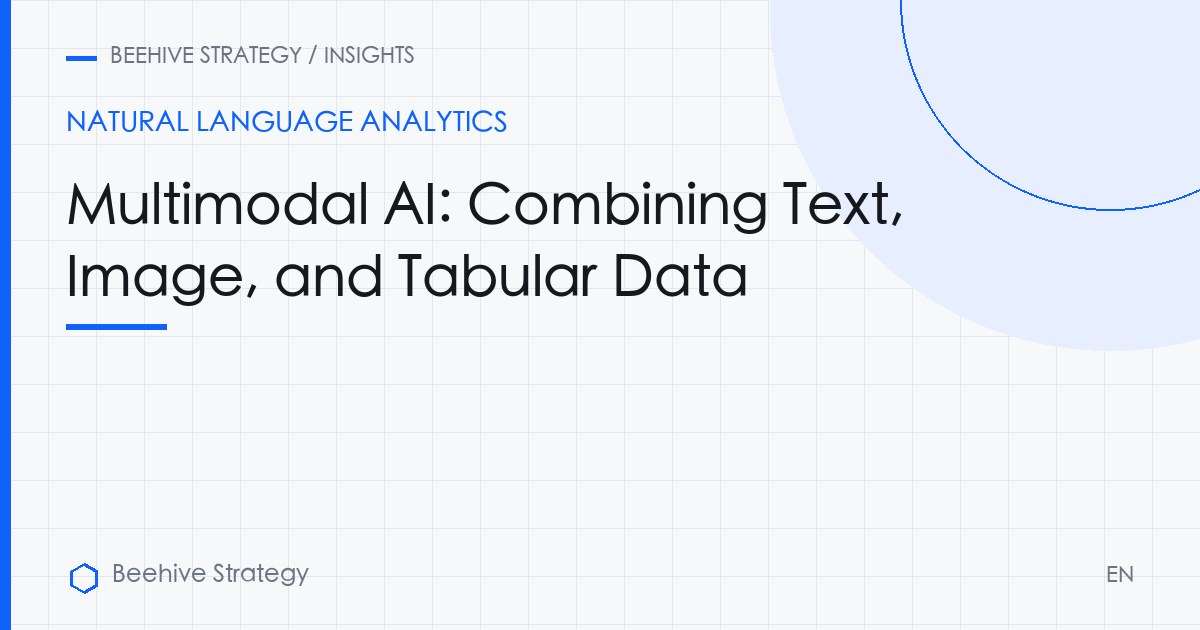 BEEHIVE STRATEGY / INSIGHTS
NATURAL LANGUAGE ANALYTICS
Multimodal AI: Combining Text,
Image, and Tabular Data
Beehive Strategy
EN